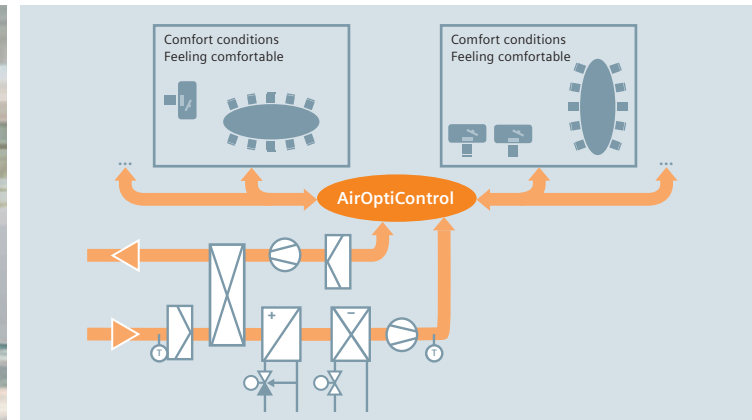 Comfort conditions
Feeling comfortable
Comfort conditions
Feeling comfortable
...
...
AirOptiControl
+
−
T
T